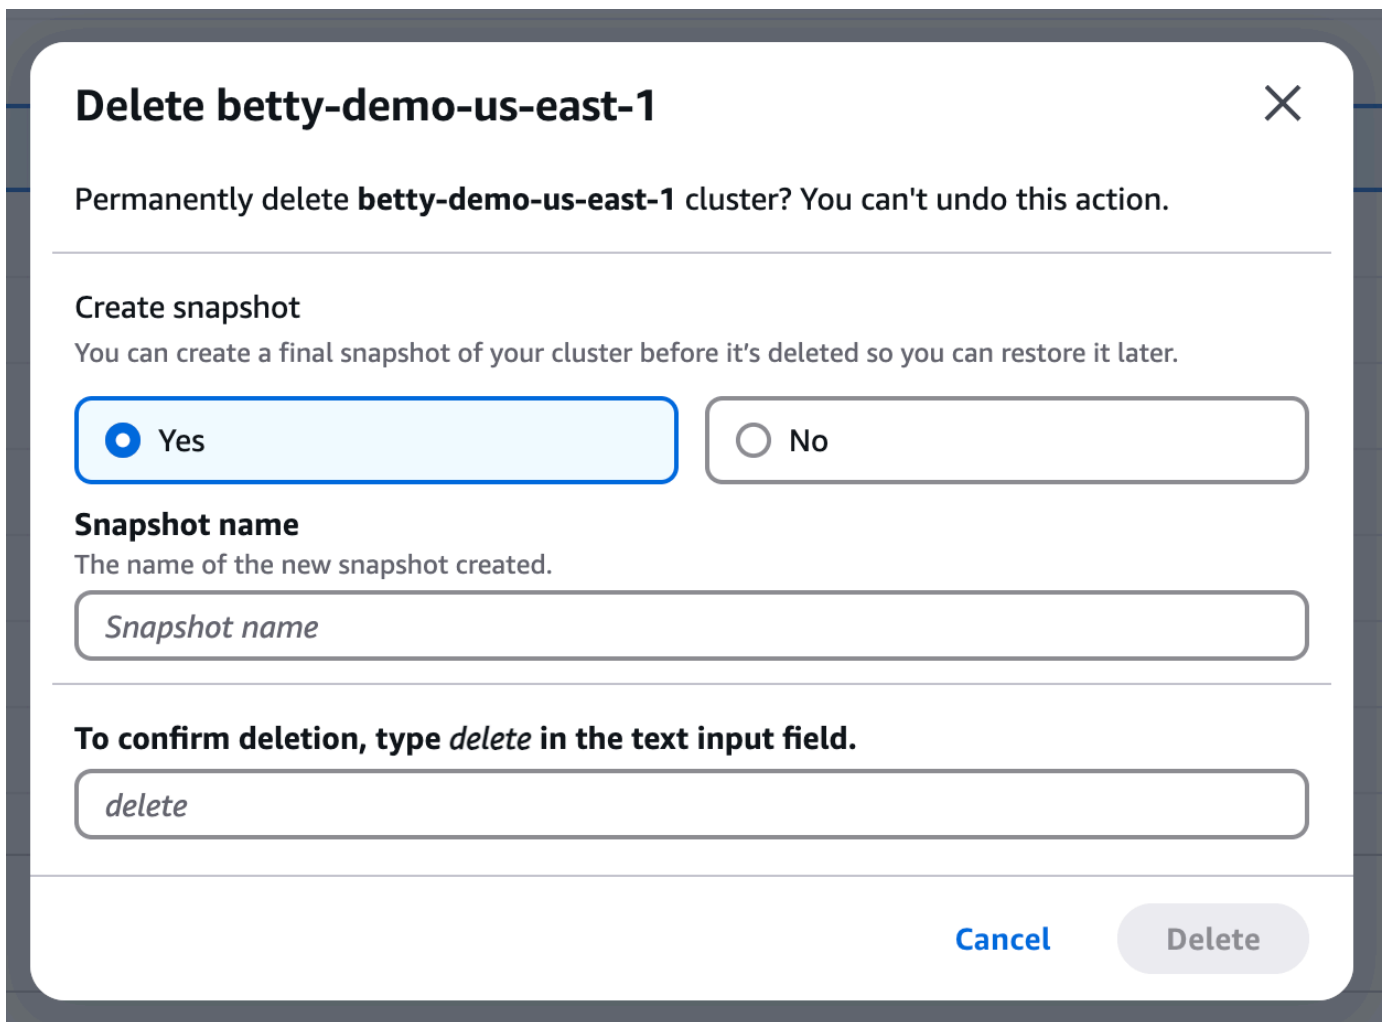 Delete betty-demo-us-east-1
Permanently delete betty-demo-us-east-1 cluster? You can't undo this action.
Create snapshot
You can create a final snapshot of your cluster before it’s deleted so you can restore it later.
Yes
No
Snapshot name
The name of the new snapshot created.
Snapshot name
To confirm deletion, type delete in the text input field.
delete
Cancel
Delete